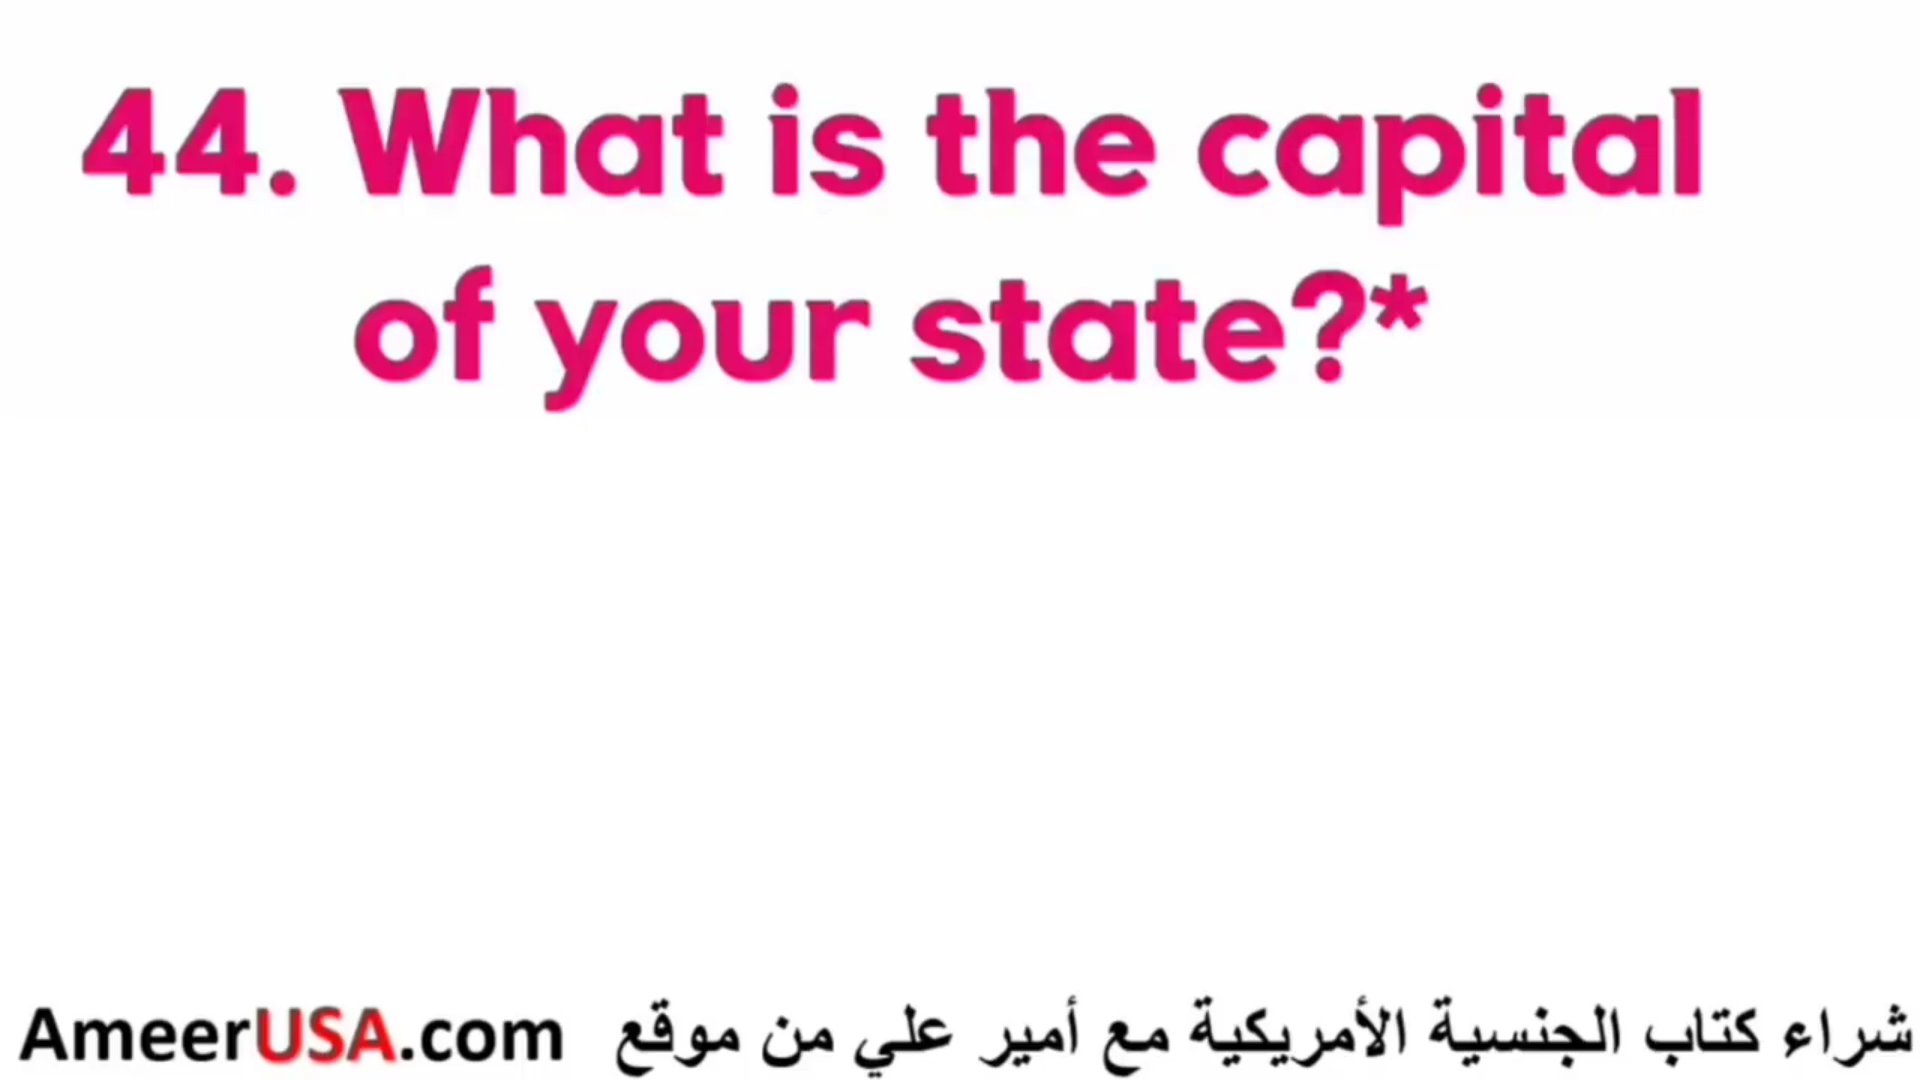 44. What is the capital
of your state?*
شراء كتاب الجنسية الأمريكية مع أمير علي من موقع AmeerUSA.com